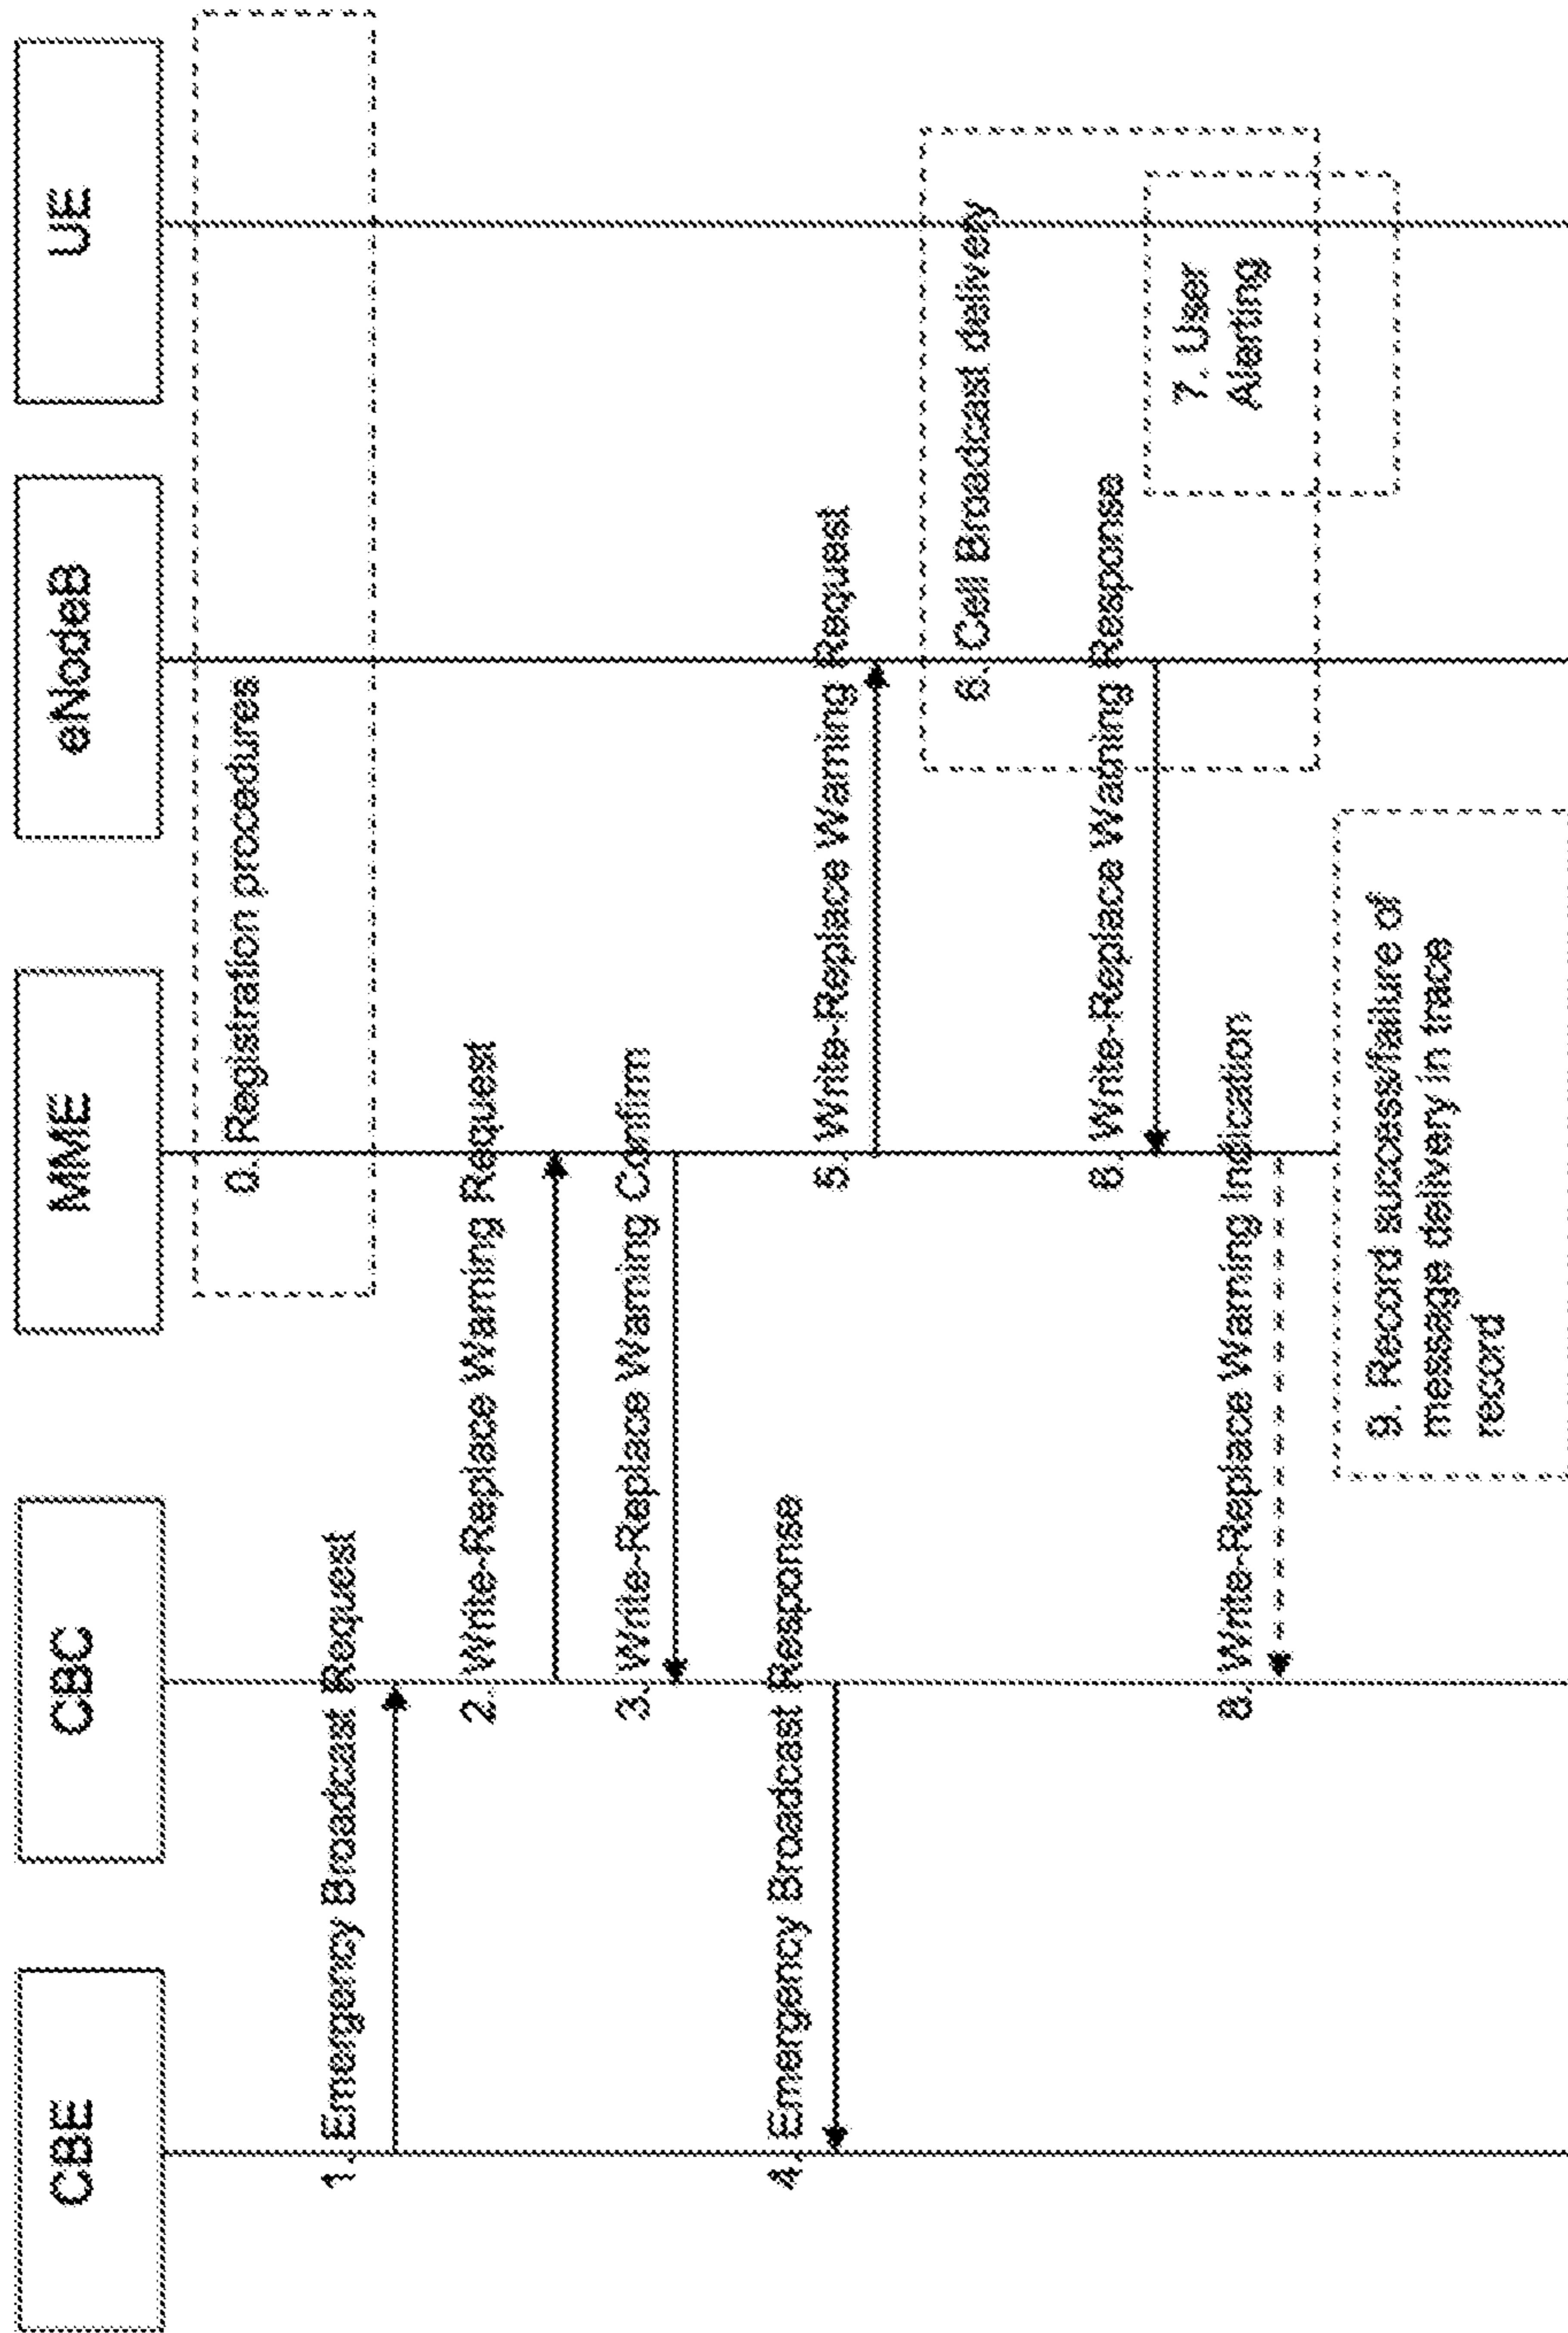 CBE
CBC
MME
eNodeB
UE
0. Registration procedures
1. Emergency Broadcast Request
2. Write-Replace Warning Request
3. Write-Replace Warning Confirm
4. Emergency Broadcast Response
5. Write-Replace Warning Request
6. Cell Broadcast delivery
8. Write-Replace Warning Response
7. User
Alerting
8. Write-Replace Warning Indication
9. Record success/failure of
message delivery in trace
record